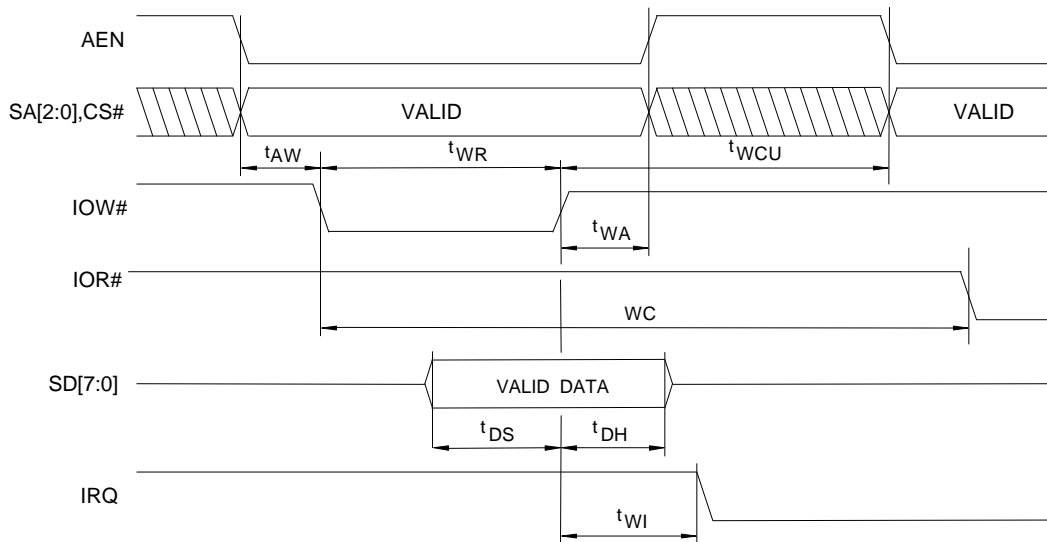 AEN
SA[2:0],CS# VALID VALID
tAW tWR tWCU
IOW#
tWA
IOR#
WC
SD[7:0] VALID DATA
tDS tDH
IRQ
tWI